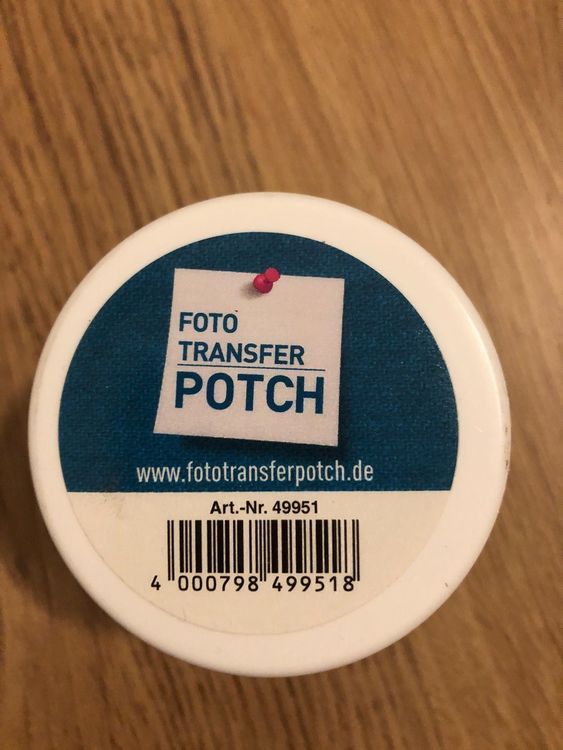 FOTO
TRANSFER
POTCH
www.fototransferpotch.de
Art.-Nr. 49951
4 000798 499518